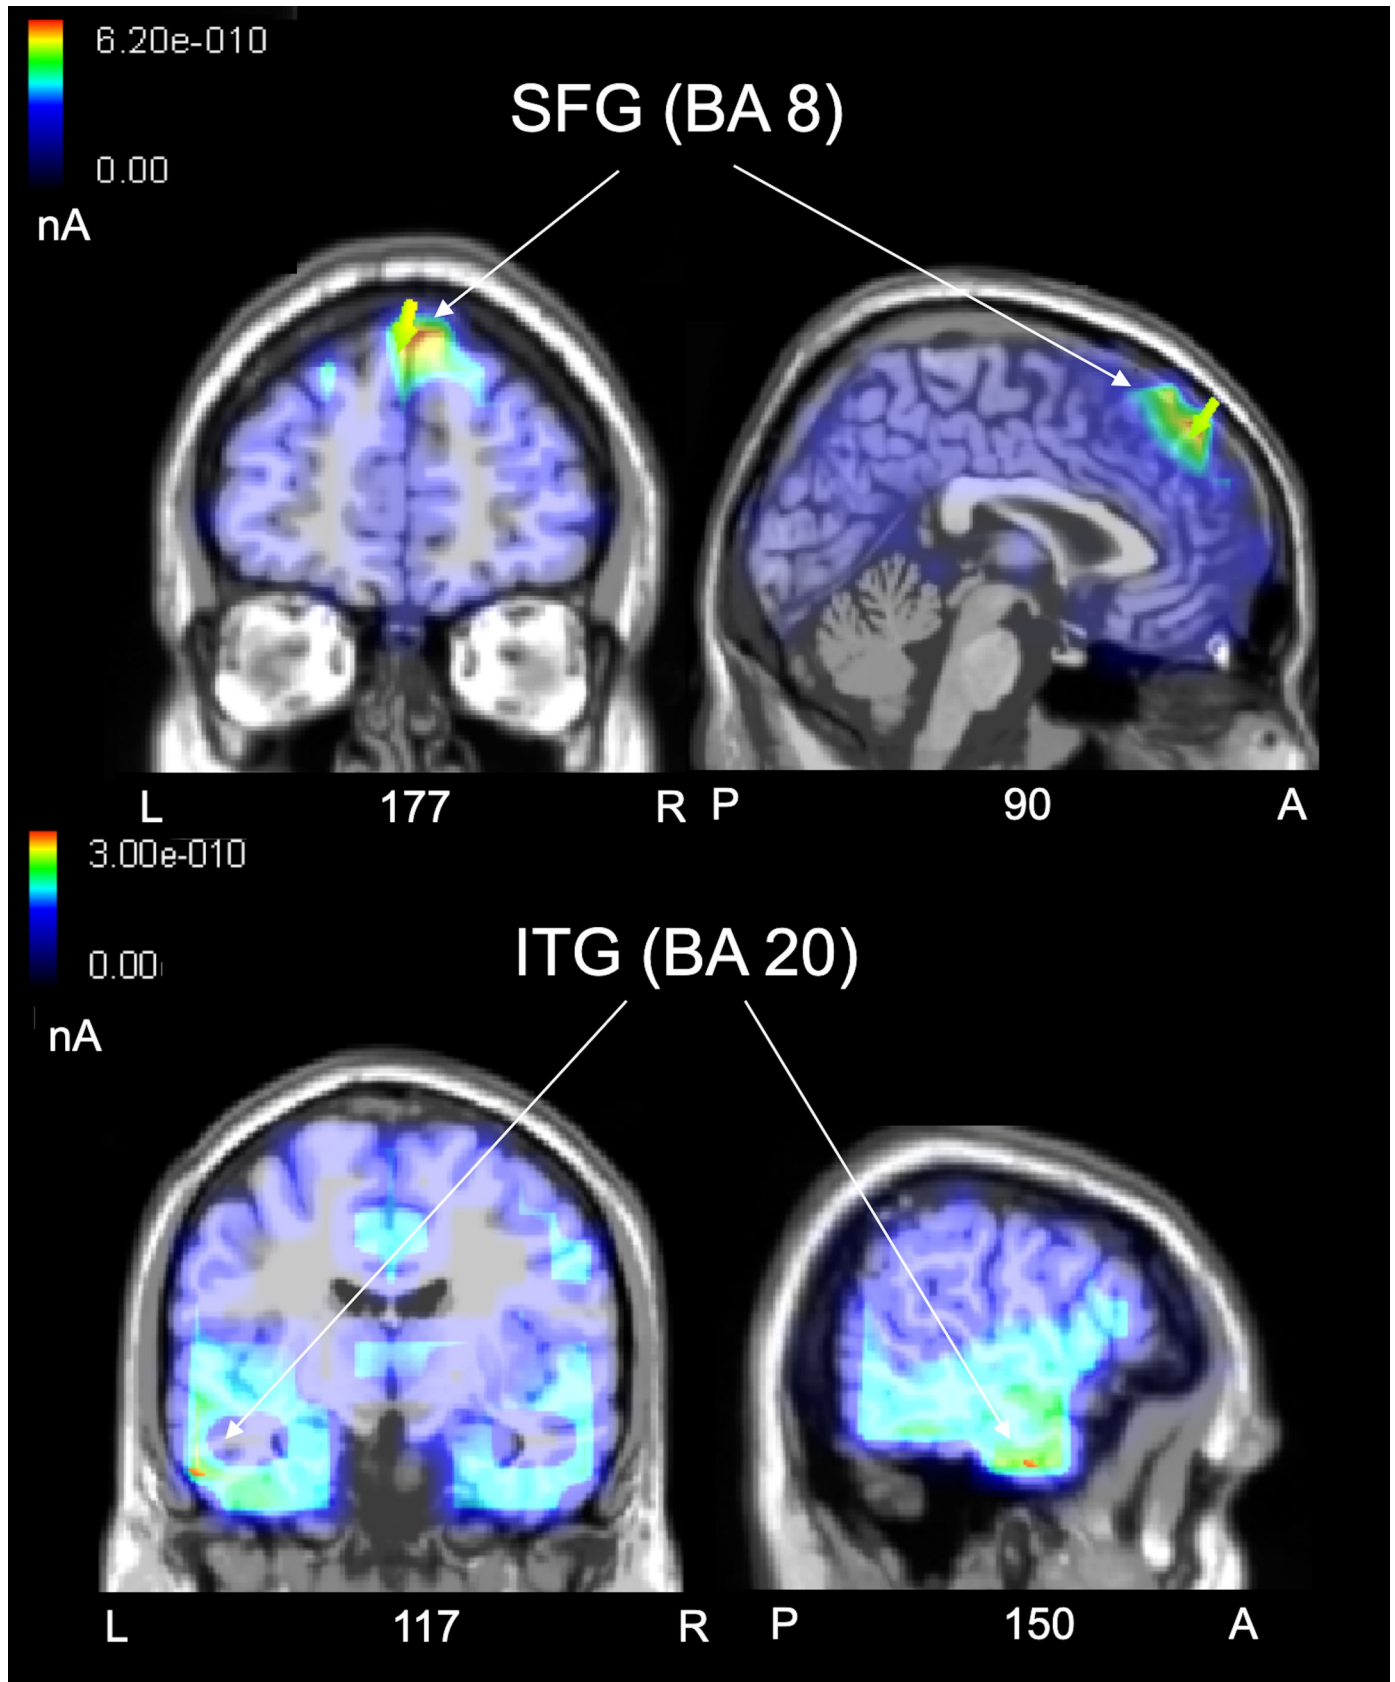 6.20e-010
SFG (BA 8)
0.00
nA
L 177 R P 90 A
3.00e-010
ITG (BA 20)
0.00
nA
L 117 R P 150 A